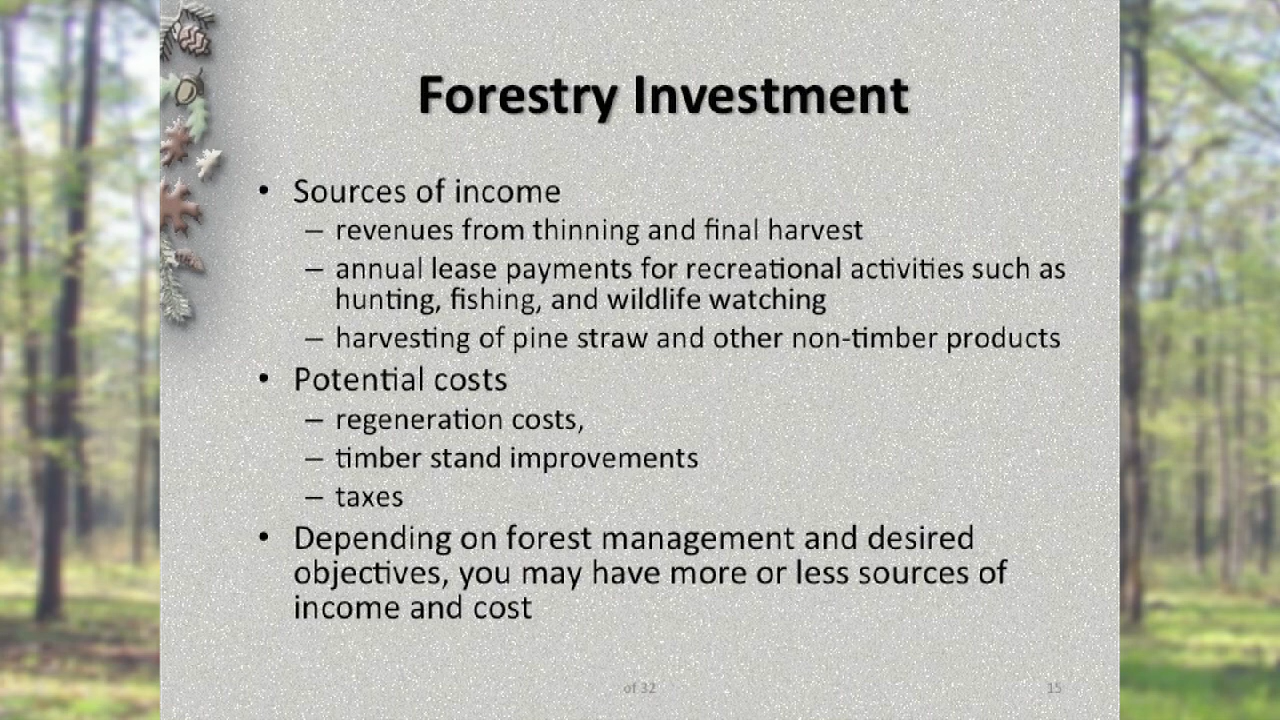 Forestry Investment
• Sources of income
– revenues from thinning and final harvest
– annual lease payments for recreational activities such as
hunting, fishing, and wildlife watching
– harvesting of pine straw and other non-timber products
• Potential costs
– regeneration costs,
– timber stand improvements
– taxes
• Depending on forest management and desired
objectives, you may have more or less sources of
income and cost
of 32
15